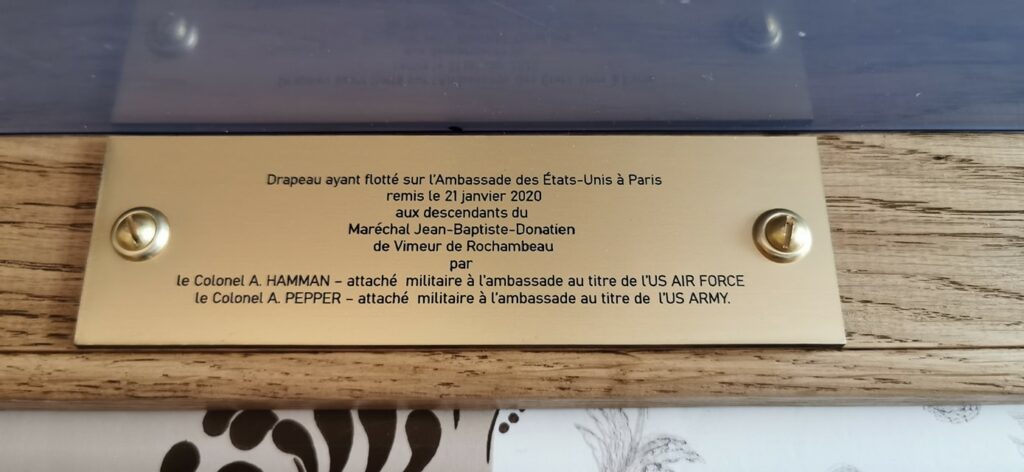 Drapeau ayant flotté sur l'Ambassade des États-Unis à Paris
remis le 21 janvier 2020
aux descendants du
Maréchal Jean-Baptiste-Donatien
de Vimeur de Rochambeau
par
le Colonel A. HAMMAN – attaché militaire à l'ambassade au titre de l'US AIR FORCE
le Colonel A. PEPPER – attaché militaire à l'ambassade au titre de l'US ARMY.